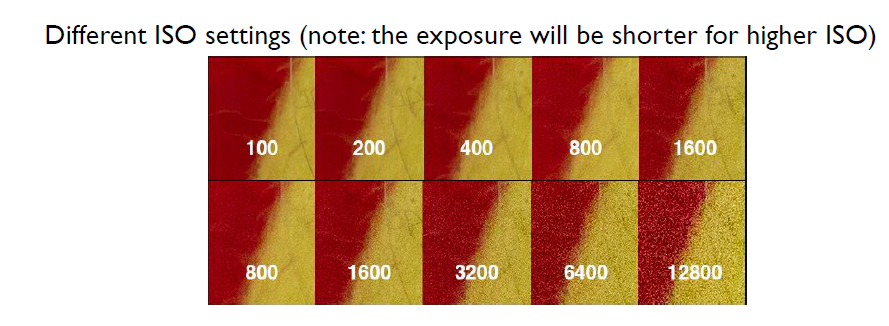 Different ISO settings (note: the exposure will be shorter for higher ISO)
100 200 400 800 1600
800 1600 3200 6400 12800